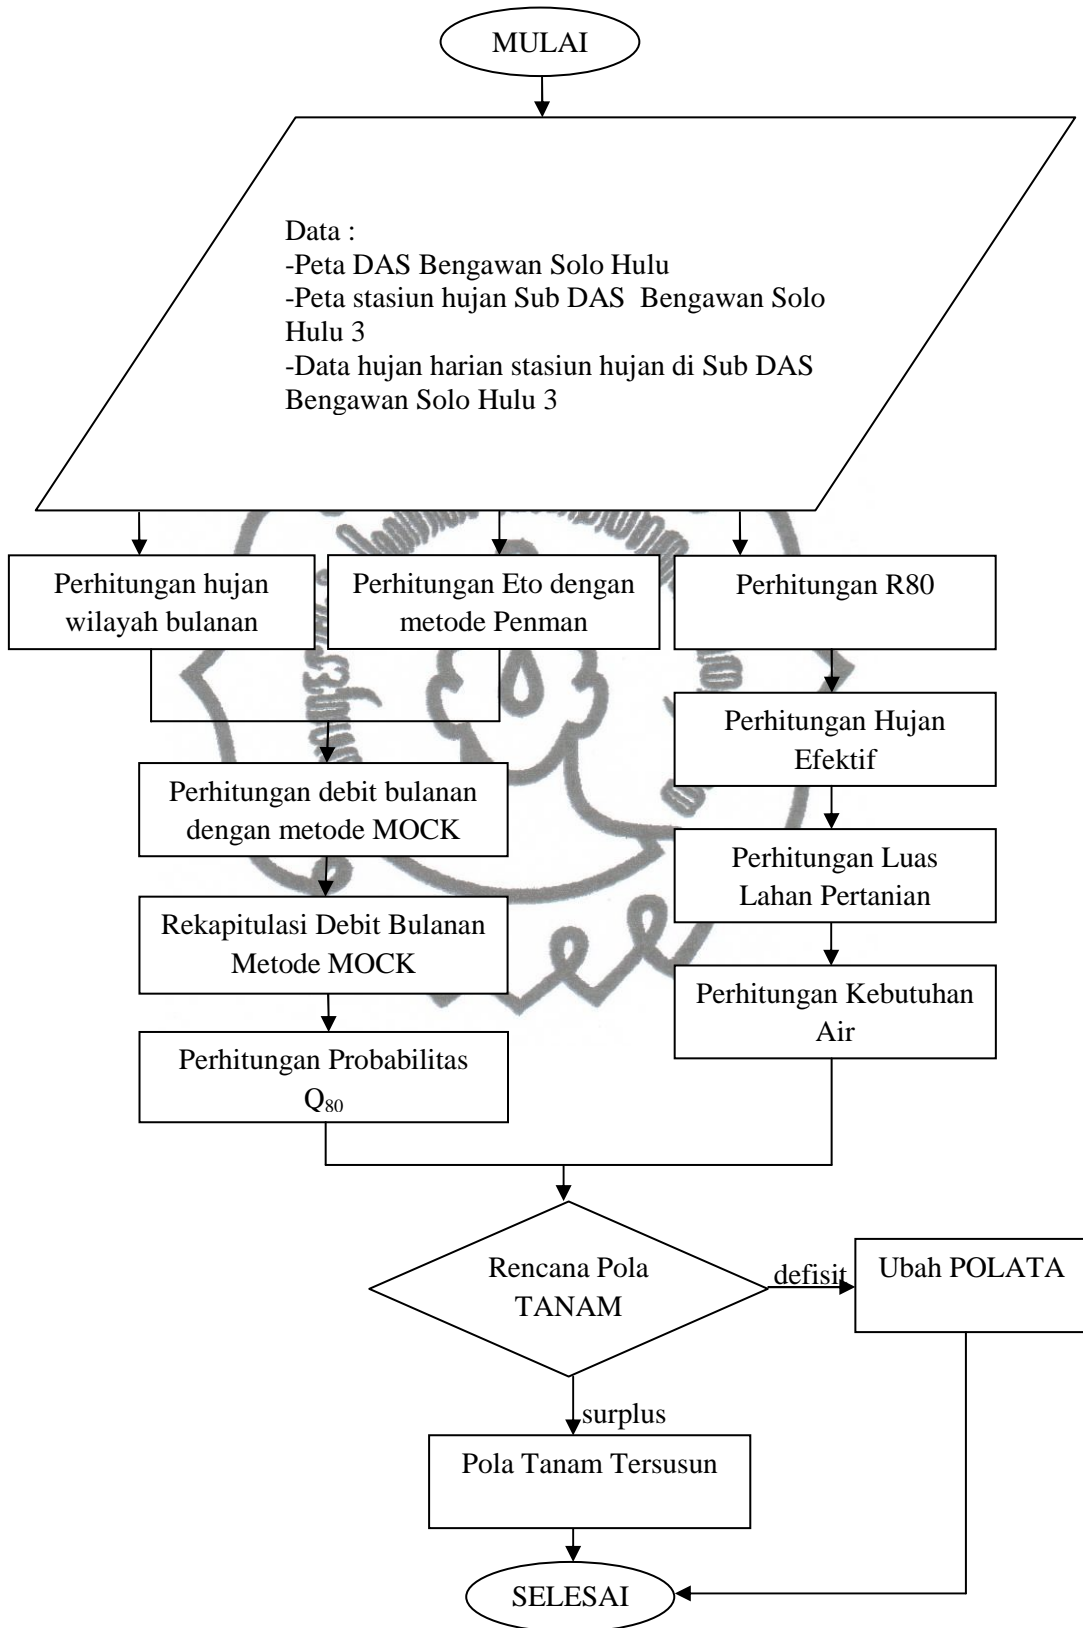 MULAI
Data :
-Peta DAS Bengawan Solo Hulu
-Peta stasiun hujan Sub DAS Bengawan Solo
Hulu 3
-Data hujan harian stasiun hujan di Sub DAS
Bengawan Solo Hulu 3
Perhitungan hujan
wilayah bulanan
Perhitungan Eto dengan
metode Penman
Perhitungan R80
Perhitungan Hujan
Efektif
Perhitungan debit bulanan
dengan metode MOCK
Perhitungan Luas
Lahan Pertanian
Rekapitulasi Debit Bulanan
Metode MOCK
Perhitungan Kebutuhan
Air
Perhitungan Probabilitas
Q80
Rencana Pola
TANAM
defisit
Ubah POLATA
surplus
Pola Tanam Tersusun
SELESAI